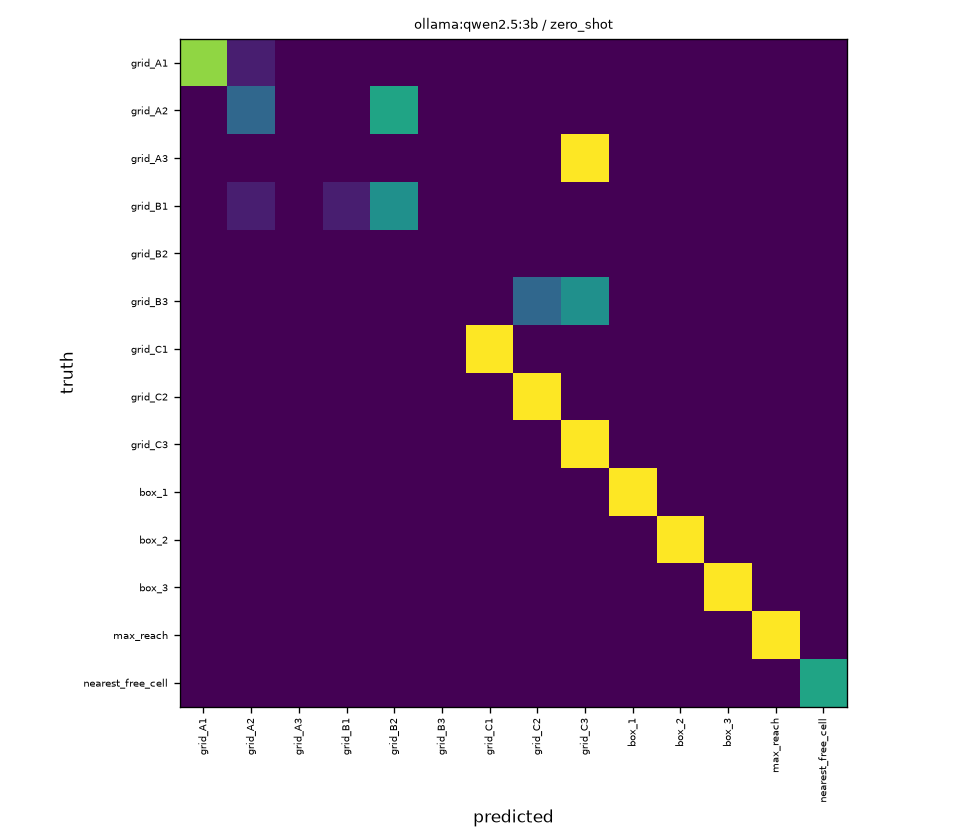 ollama:qwen2.5:3b / zero_shot
truth
grid_A1
grid_A2
grid_A3
grid_B1
grid_B2
grid_B3
grid_C1
grid_C2
grid_C3
box_1
box_2
box_3
max_reach
nearest_free_cell
grid_A1
grid_A2
grid_A3
grid_B1
grid_B2
grid_B3
grid_C1
grid_C2
grid_C3
box_1
box_2
box_3
max_reach
nearest_free_cell
predicted